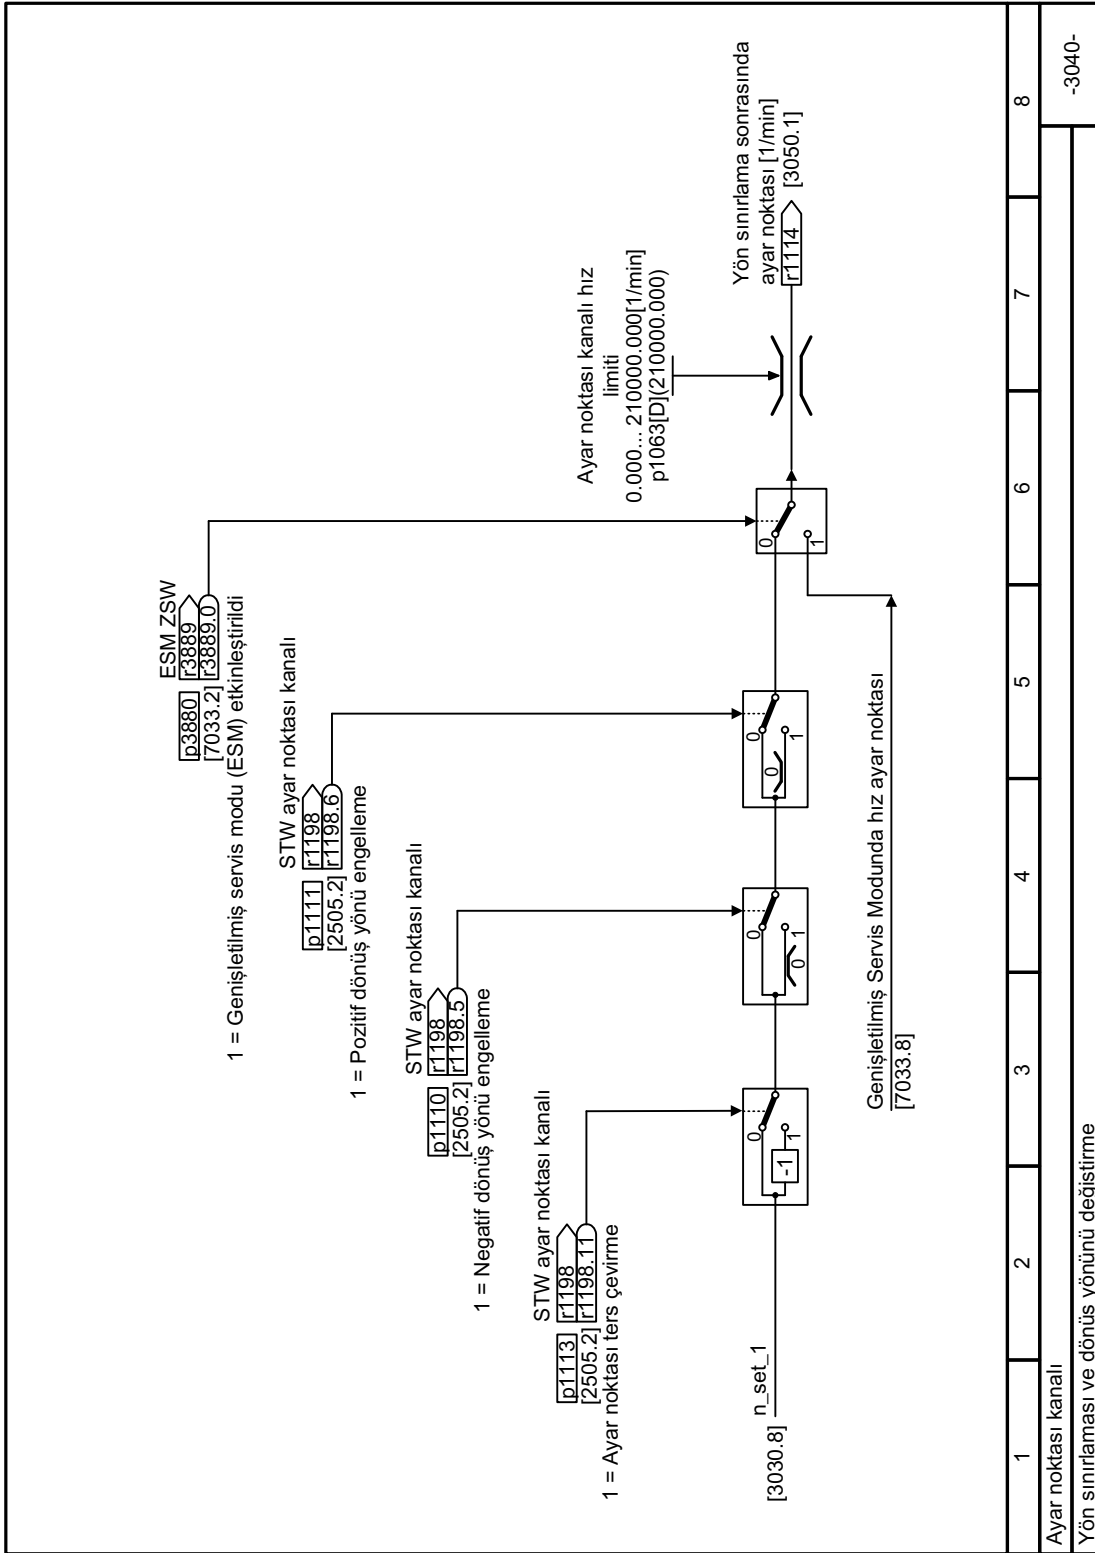 ESM ZSW
p3880 r3889
[7033.2] r3889.0
1 = Genişletilmiş servis modu (ESM) etkinleştirildi
STW ayar noktası kanalı
p1111 r1198
[2505.2] r1198.6
1 = Pozitif dönüş yönü engelleme
STW ayar noktası kanalı
p1110 r1198
[2505.2] r1198.5
1 = Negatif dönüş yönü engelleme
STW ayar noktası kanalı
p1113 r1198
[2505.2] r1198.11
1 = Ayar noktası ters çevirme
Ayar noktası kanalı hız
limiti
0.000... 210000.000[1/min]
p1063[D](210000.000)
Yön sınırlama sonrasında
ayar noktası [1/min]
r1114 [3050.1]
[3030.8] n_set_1
0
-1
1
0
0
1
0
0
1
0
1
Genişletilmiş Servis Modunda hız ayar noktası
[7033.8]
1 2 3 4 5 6 7 8
Ayar noktası kanalı
-3040-
Yön sınırlaması ve dönüş yönünü değiştirme